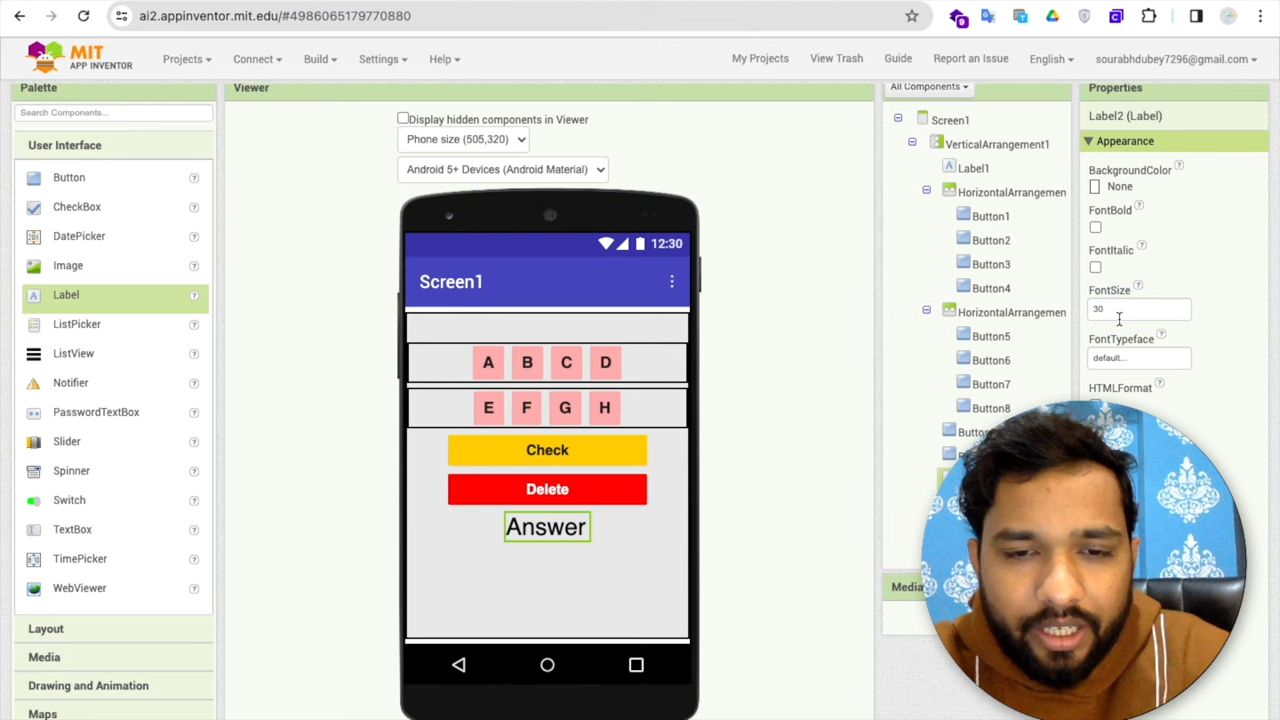 ai2.appinventor.mit.edu/#4986065179770880
9
MIT
APP INVENTOR
Projects
Connect
Build
Settings
Help
My Projects
View Trash
Guide
Report an Issue
English
sourabhdubey7296@gmail.com
Palette
Search Components...
User Interface
Button
CheckBox
DatePicker
Image
Label
ListPicker
ListView
Notifier
PasswordTextBox
Slider
Spinner
Switch
TextBox
TimePicker
WebViewer
Layout
Media
Drawing and Animation
Maps
Viewer
Display hidden components in Viewer
Phone size (505,320)
Android 5+ Devices (Android Material)
12:30
Screen1
A B C D
E F G H
Check
Delete
Answer
All Components
Screen1
VerticalArrangement1
Label1
HorizontalArrangemen
Button1
Button2
Button3
Button4
HorizontalArrangemen
Button5
Button6
Button7
Button8
Media
Properties
Label2 (Label)
Appearance
BackgroundColor
None
FontBold
FontItalic
FontSize
30
FontTypeface
default...
HTMLFormat